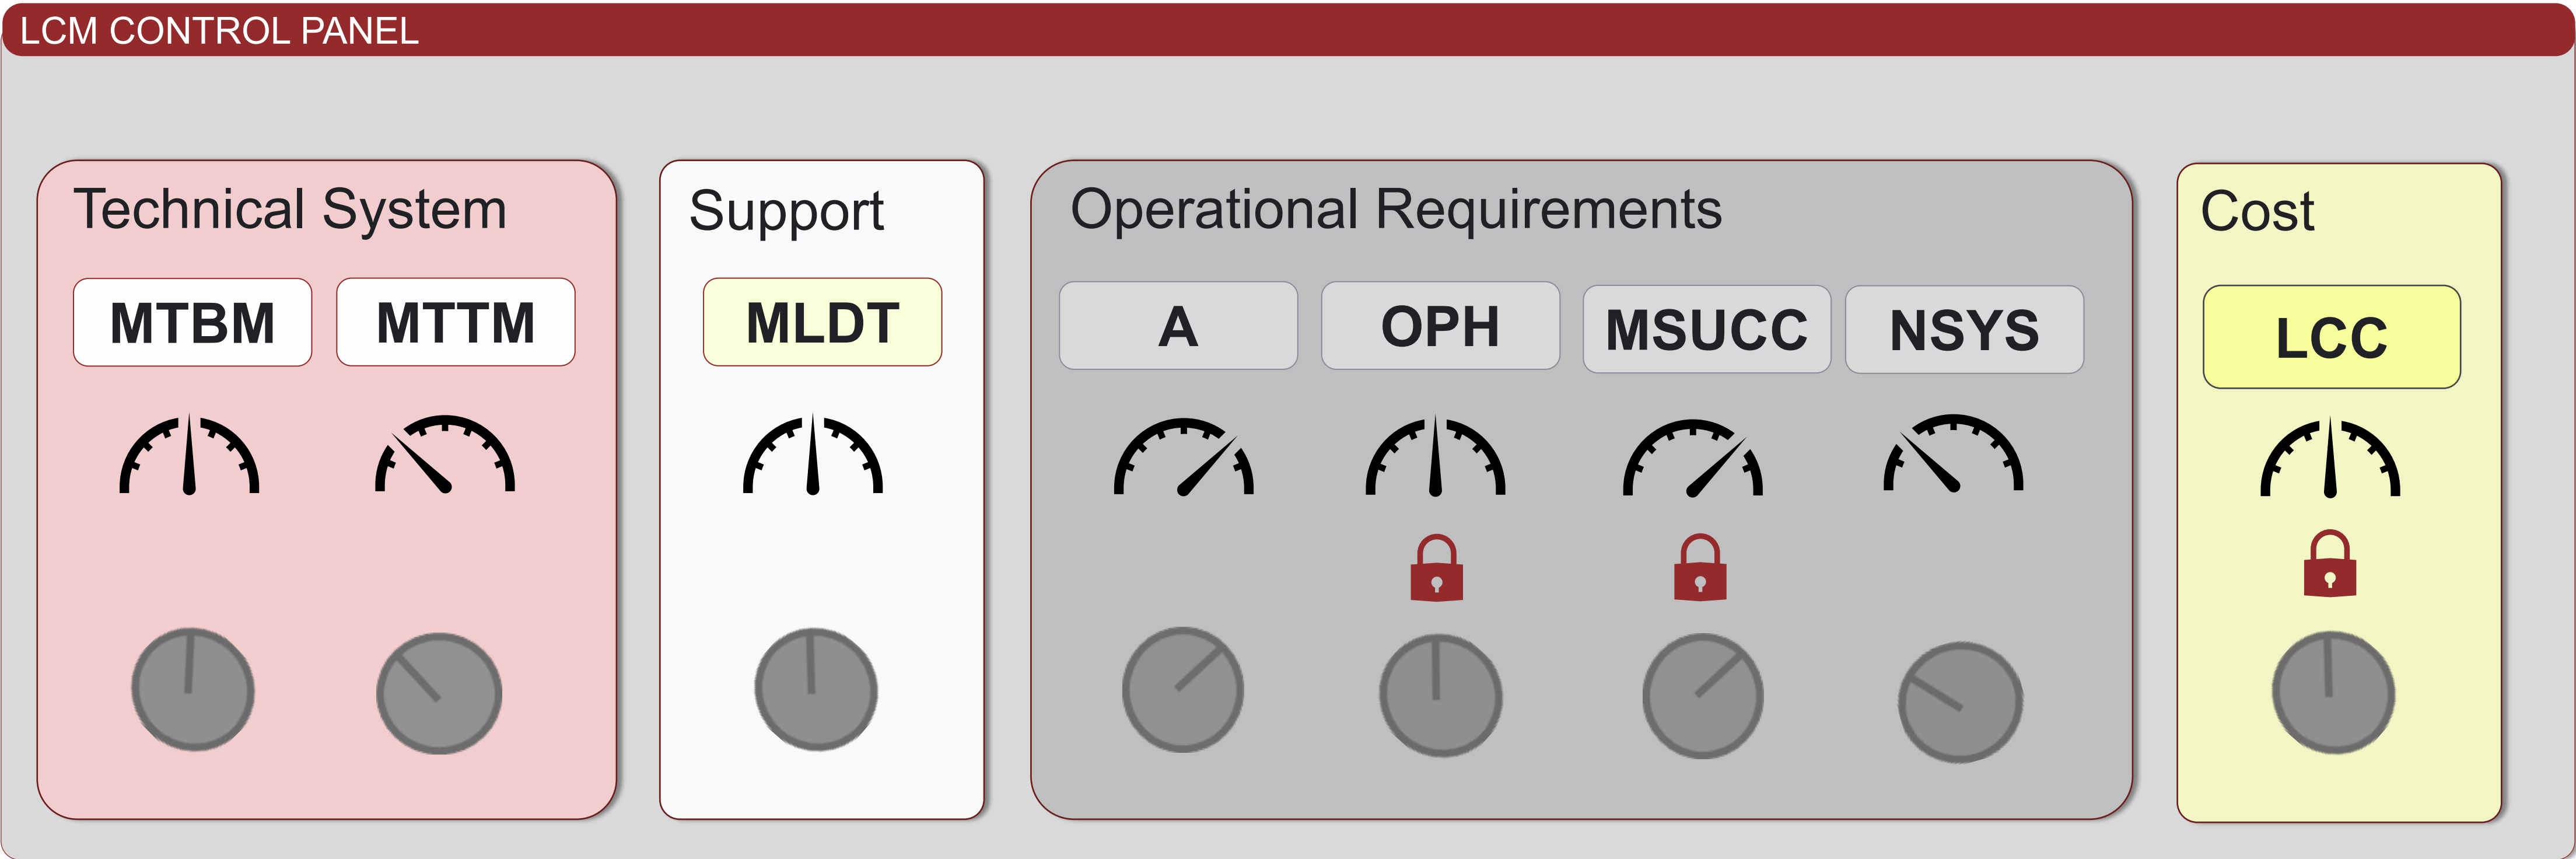 LCM CONTROL PANEL
Technical System
Support
Operational Requirements
Cost
MTBM
MTTM
MLDT
A
OPH
MSUCC
NSYS
LCC